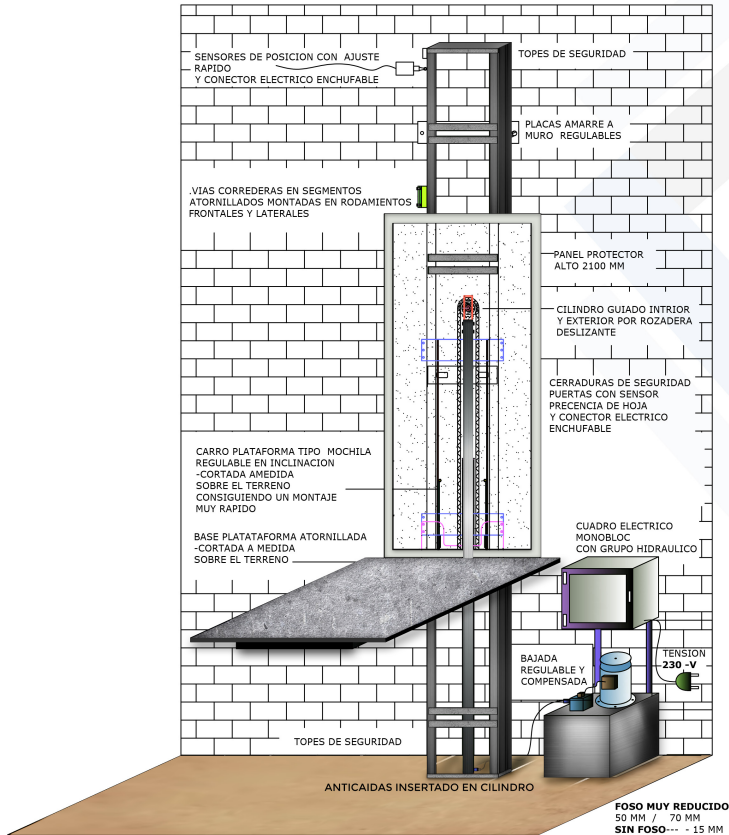 SENSORES DE POSICION CON AJUSTE
RAPIDO
Y CONECTOR ELECTRICO ENCHUFABLE
TOPES DE SEGURIDAD
PLACAS AMARRE A
MURO REGULABLES
.VIAS CORREDERAS EN SEGMENTOS
ATORNILLADOS MONTADAS EN RODAMIENTOS
FRONTALES Y LATERALES
PANEL PROTECTOR
ALTO 2100 MM
CILINDRO GUIADO INTRIOR
Y EXTERIOR POR ROZADERA
DESLIZANTE
CERRADURAS DE SEGURIDAD
PUERTAS CON SENSOR
PRECENCIA DE HOJA
Y CONECTOR ELECTRICO
ENCHUFABLE
CARRO PLATAFORMA TIPO MOCHILA
REGULABLE EN INCLINACION
-CORTADA AMEDIDA
SOBRE EL TERRENO
CONSIGUIENDO UN MONTAJE
MUY RAPIDO
BASE PLATATAFORMA ATORNILLADA
-CORTADA A MEDIDA
SOBRE EL TERRENO
CUADRO ELECTRICO
MONOBLOC
CON GRUPO HIDRAULICO
BAJADA
REGULABLE Y
COMPENSADA
TENSION
230 -V
TOPES DE SEGURIDAD
ANTICAIDAS INSERTADO EN CILINDRO
FOSO MUY REDUCIDO
50 MM / 70 MM
SIN FOSO--- - 15 MM